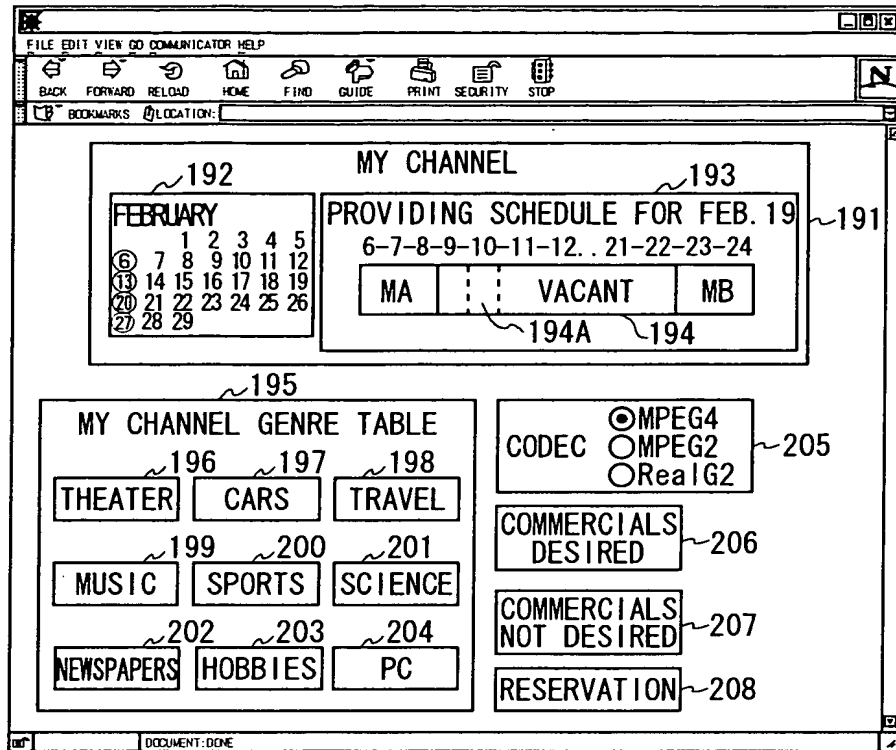 FILE EDIT VIEW GO COMMUNICATOR HELP
BACK FORWARD RELOAD HOME FIND GUIDE PRINT SECURITY STOP
N
BOOKMARKS LOCATION:
MY CHANNEL
192
193
191
FEBRUARY
1 2 3 4 5
6 7 8 9 10 11 12
13 14 15 16 17 18 19
20 21 22 23 24 25 26
27 28 29
PROVIDING SCHEDULE FOR FEB. 19
6-7-8-9-10-11-12..21-22-23-24
MA VACANT MB
194A 194
195
MY CHANNEL GENRE TABLE
196 197 198
THEATER CARS TRAVEL
199 200 201
MUSIC SPORTS SCIENCE
202 203 204
NEWSPAPERS HOBBIES PC
CODEC
MPEG4
MPEG2
RealG2
205
COMMERCIALS
DESIRED
206
COMMERCIALS
NOT DESIRED
207
RESERVATION
208
DOCUMENT:DONE